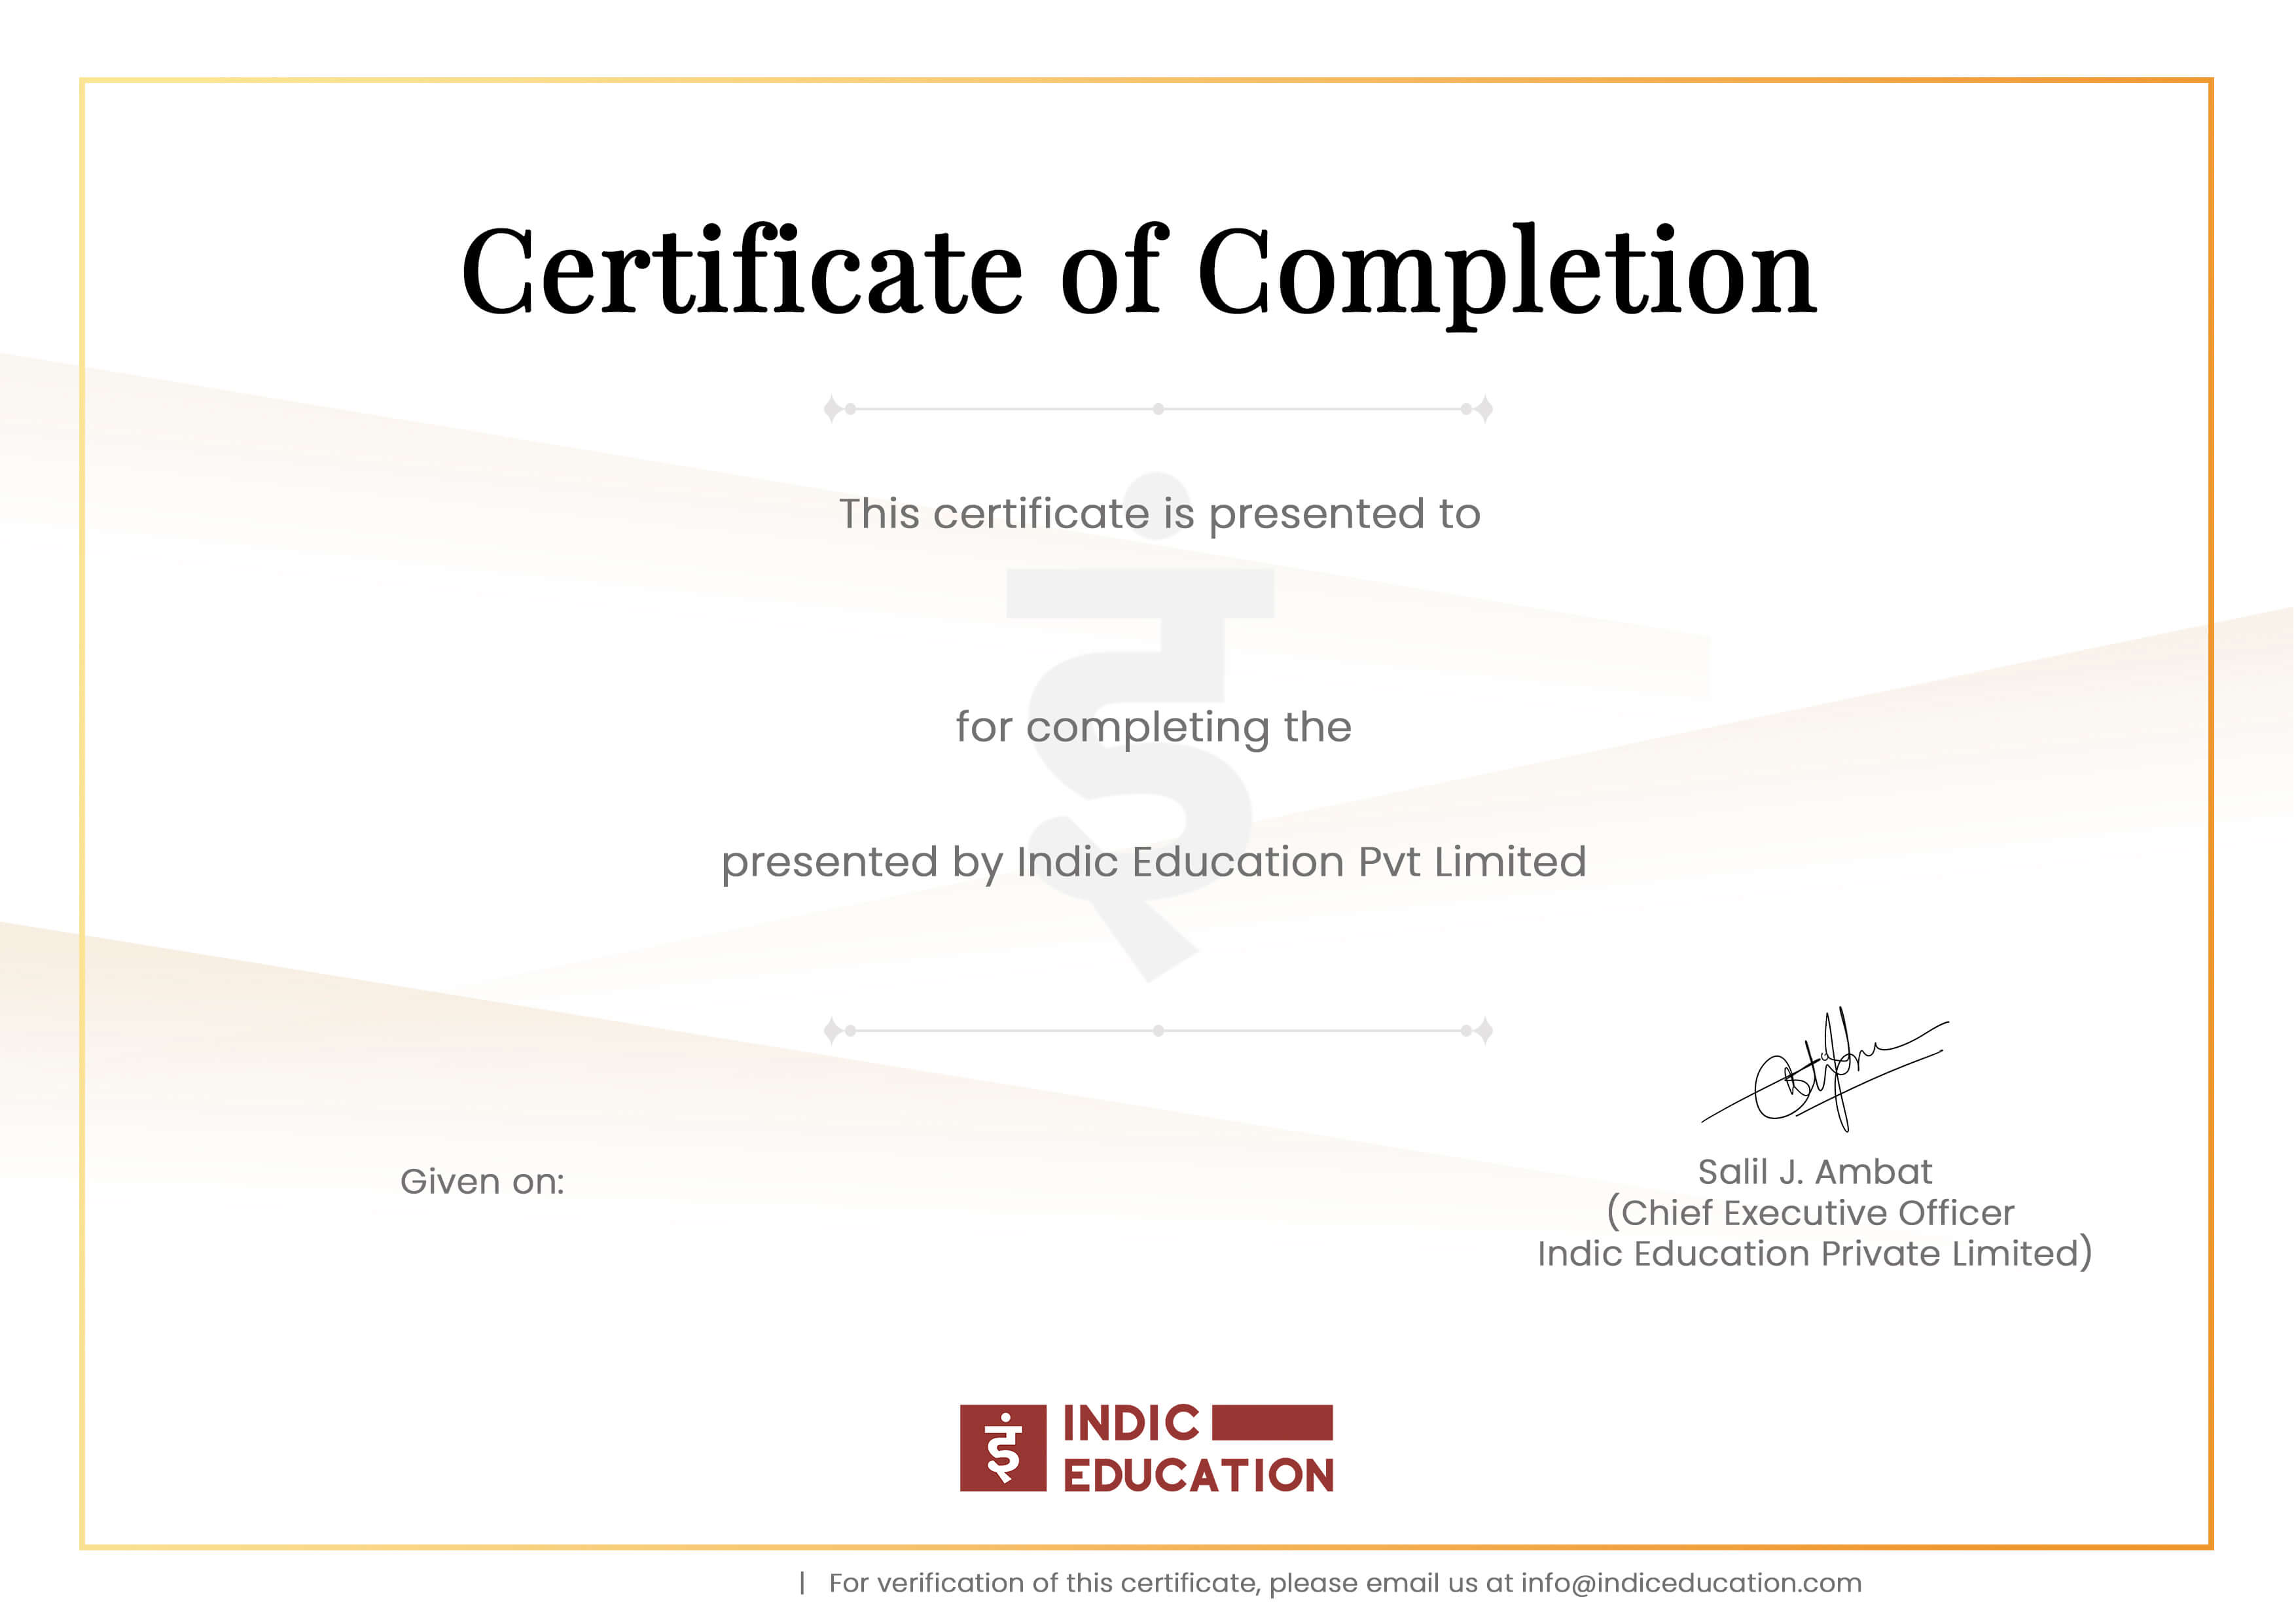 Certificate of Completion
This certificate is presented to
for completing the
presented by Indic Education Pvt Limited
इं
Given on:
Salil J. Ambat
(Chief Executive Officer
Indic Education Private Limited)
इं
INDIC
EDUCATION
| For verification of this certificate, please email us at info@indiceducation.com